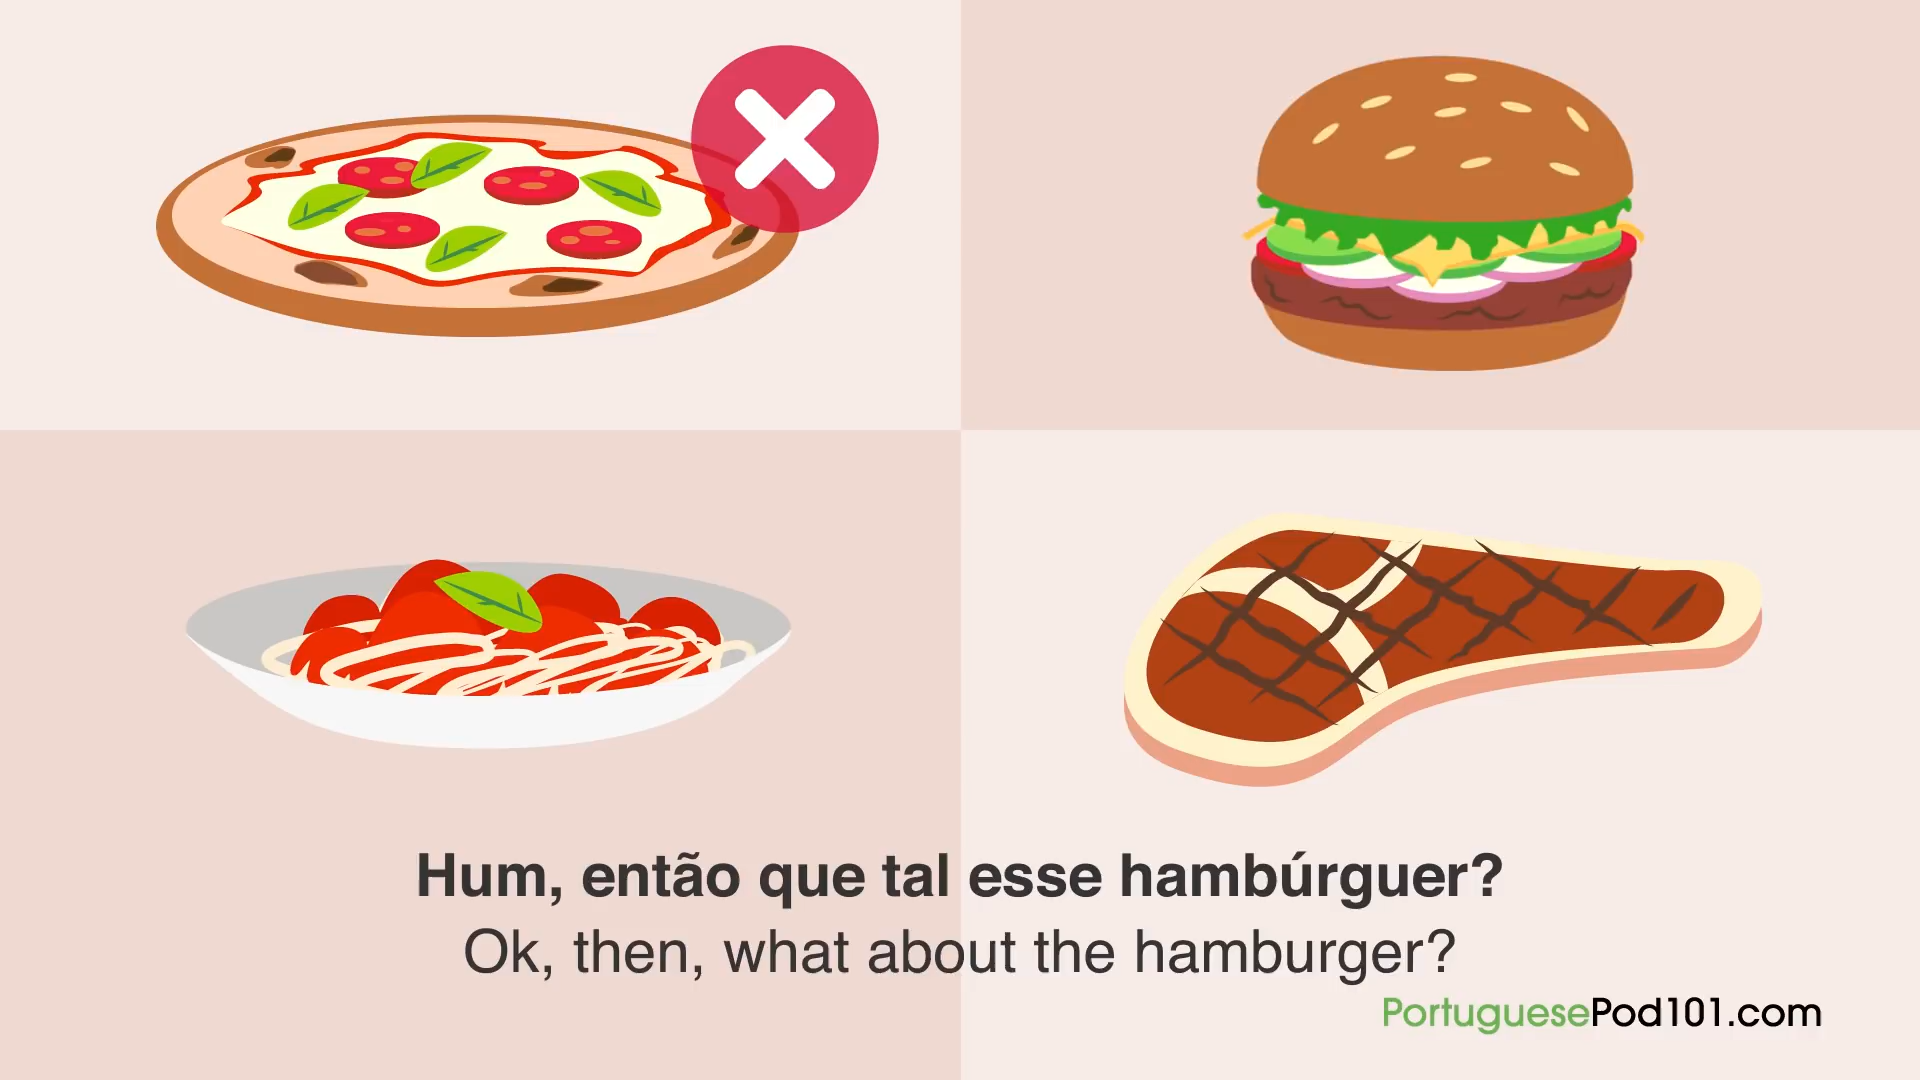 Hum, então que tal esse hambúrguer?
Ok, then, what about the hamburger?
PortuguesePod101.com